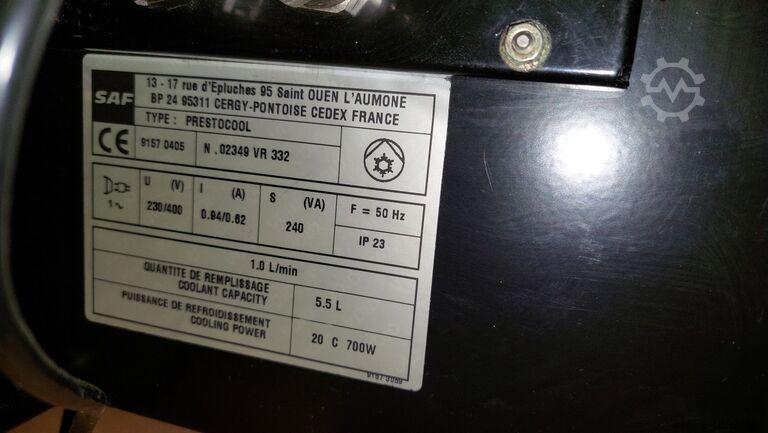 SAF
13 - 17 rue d'Epluches 95 Saint OUEN L'AUMONE
BP 24 95311 CERGY-PONTOISE CEDEX FRANCE
TYPE : PRESTOCOOL
CE
9157 0405
N . 02349 VR 332
1~
U (V)
230/400
I (A)
0.94/0.62
S (VA)
240
F = 50 Hz
IP 23
1.0 L/min
QUANTITE DE REMPLISSAGE
COOLANT CAPACITY
5.5 L
PUISSANCE DE REFROIDISSEMENT
COOLING POWER
20 C 700W